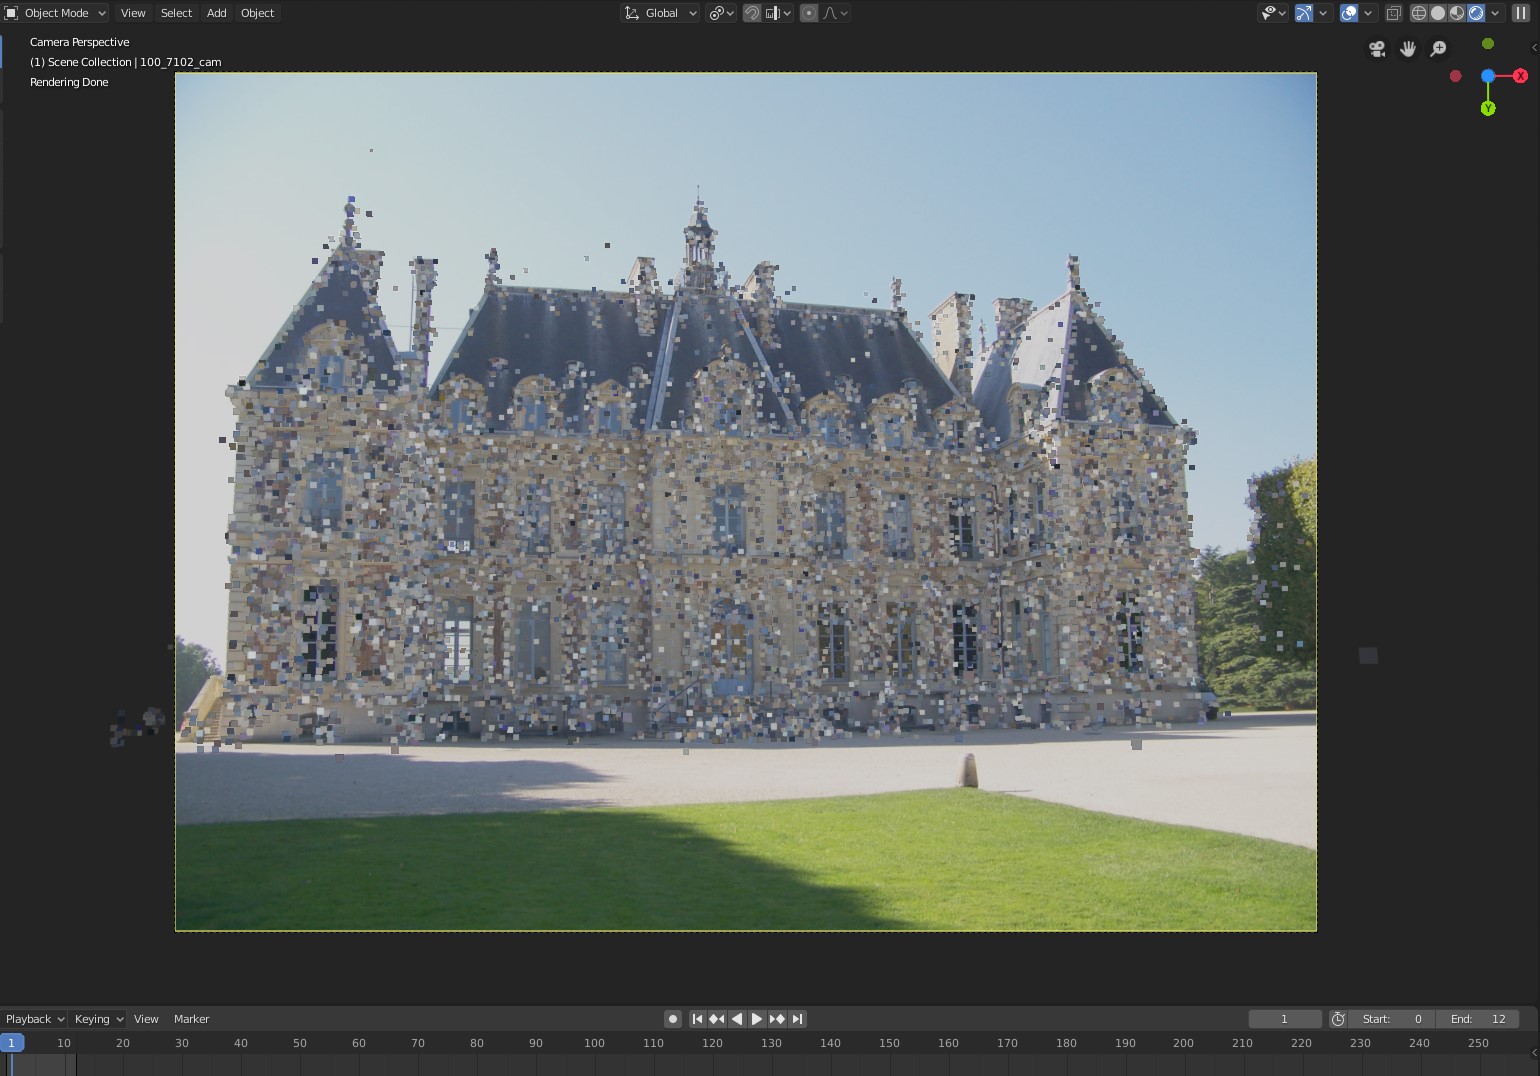 Object Mode View Select Add Object Global
Camera Perspective
(1) Scene Collection | 100_7102_cam
Rendering Done
X
Y
Playback Keying View Marker 1 Start: 0 End: 12
1 10 20 30 40 50 60 70 80 90 100 110 120 130 140 150 160 170 180 190 200 210 220 230 240 250